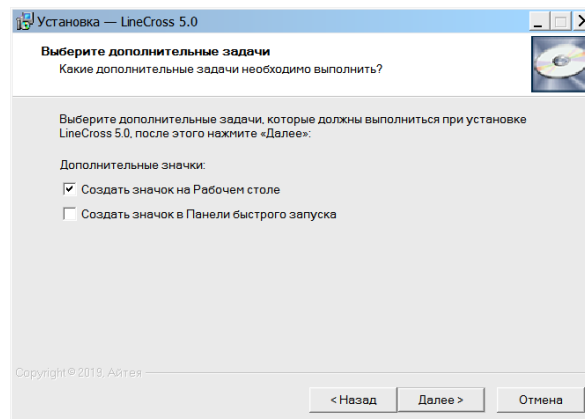 Установка — LineCross 5.0
Выберите дополнительные задачи
Какие дополнительные задачи необходимо выполнить?
Выберите дополнительные задачи, которые должны выполниться при установке
LineCross 5.0, после этого нажмите «Далее»:
Дополнительные значки:
Создать значок на Рабочем столе
Создать значок в Панели быстрого запуска
Copyright © 2019, Айтея
< Назад
Далее >
Отмена